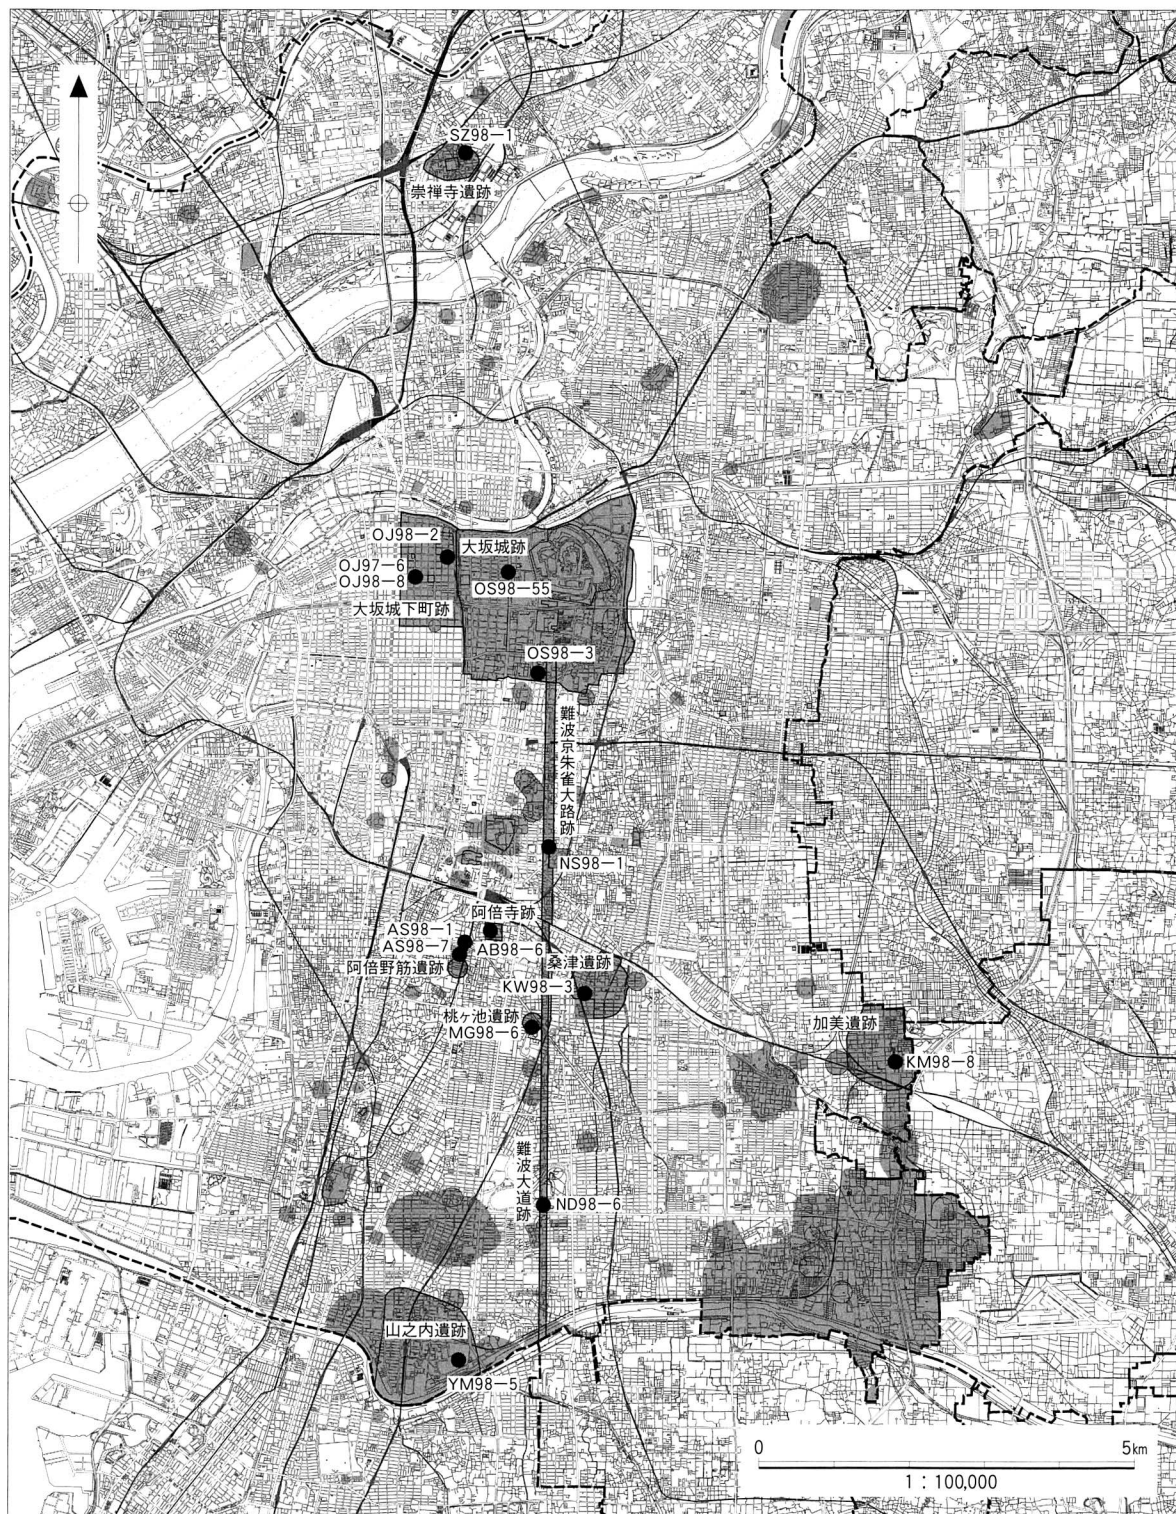 SZ98-1
崇禅寺遺跡
OJ98-2
大坂城跡
OJ97-6
OJ98-8
OS98-55
大坂城下町跡
OS98-3
難波京朱雀大路跡
NS98-1
阿倍寺跡
AS98-1
AS98-7
AB98-6
桑津遺跡
阿倍野筋遺跡
KW98-3
桃ヶ池遺跡
MG98-6
加美遺跡
KM98-8
難波大道跡
ND98-6
山之内遺跡
YM98-5
0
5km
1:100,000